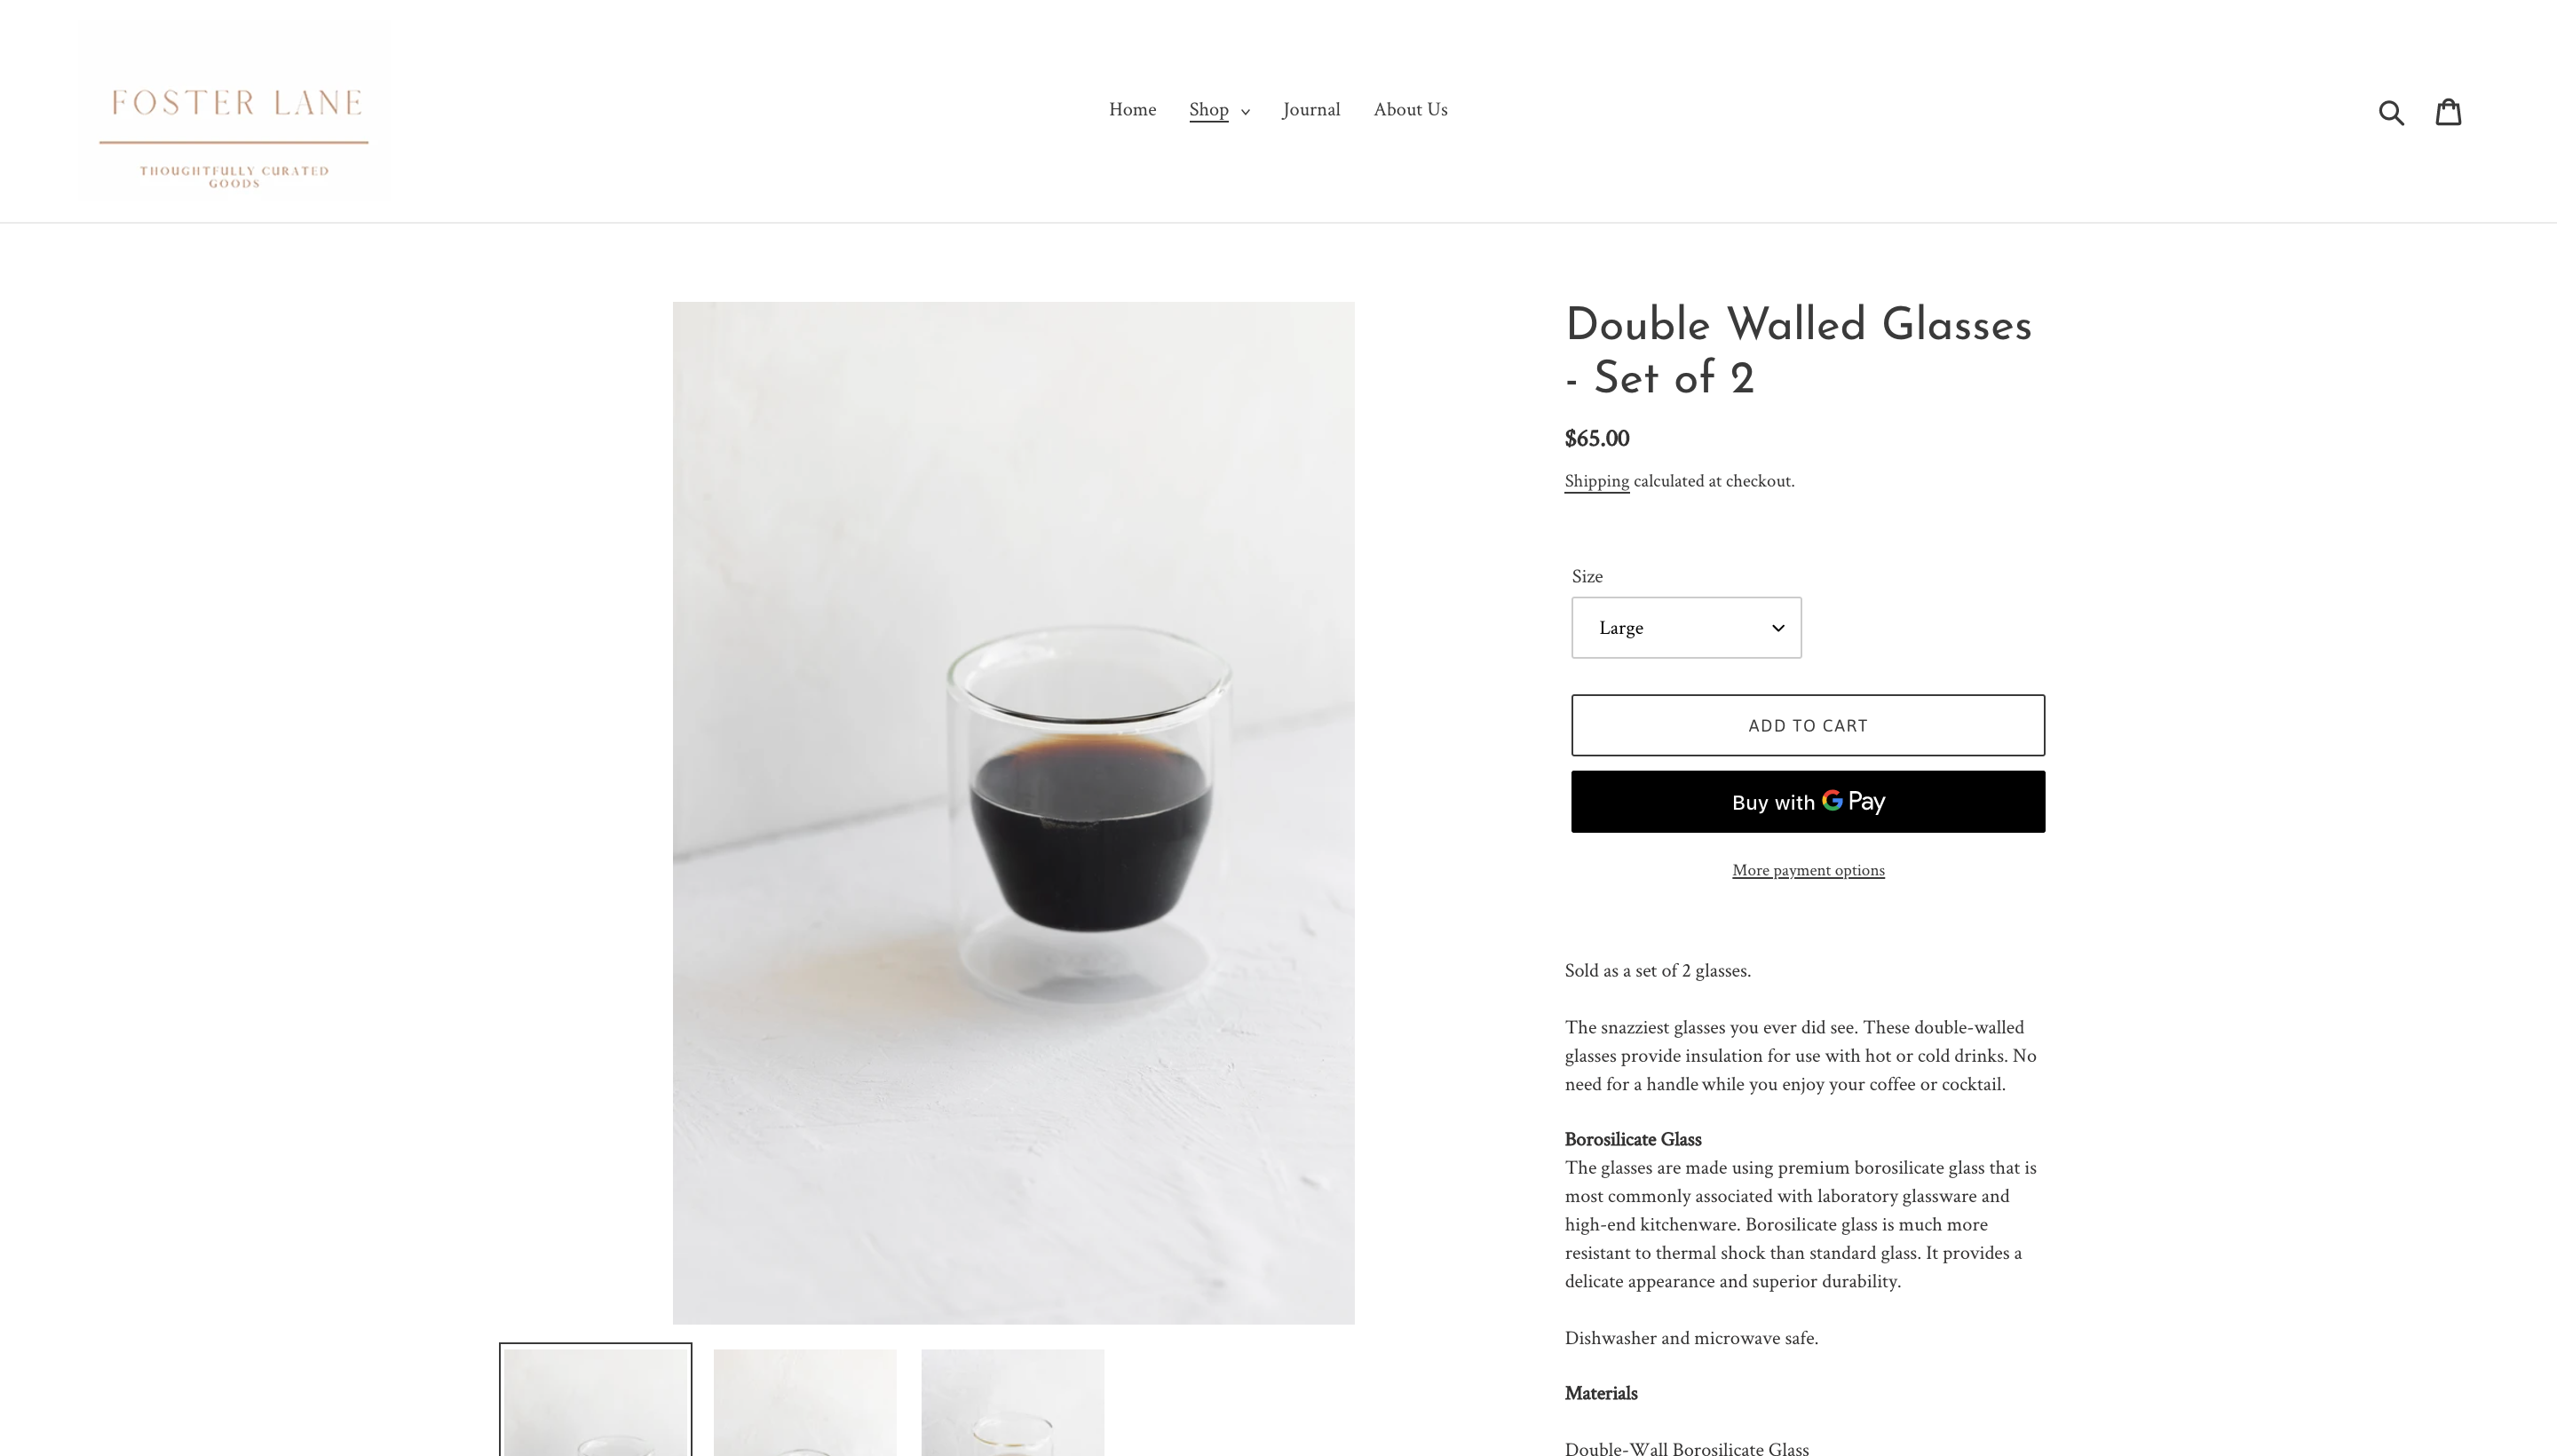 FOSTER LANE
THOUGHTFULLY CURATED
GOODS
Home
Shop
Journal
About Us
Double Walled Glasses
- Set of 2
$65.00
Shipping calculated at checkout.
Size
Large
ADD TO CART
Buy with G Pay
More payment options
Sold as a set of 2 glasses.
The snazziest glasses you ever did see. These double-walled
glasses provide insulation for use with hot or cold drinks. No
need for a handle while you enjoy your coffee or cocktail.
Borosilicate Glass
The glasses are made using premium borosilicate glass that is
most commonly associated with laboratory glassware and
high-end kitchenware. Borosilicate glass is much more
resistant to thermal shock than standard glass. It provides a
delicate appearance and superior durability.
Dishwasher and microwave safe.
Materials
Double-Wall Borosilicate Glass